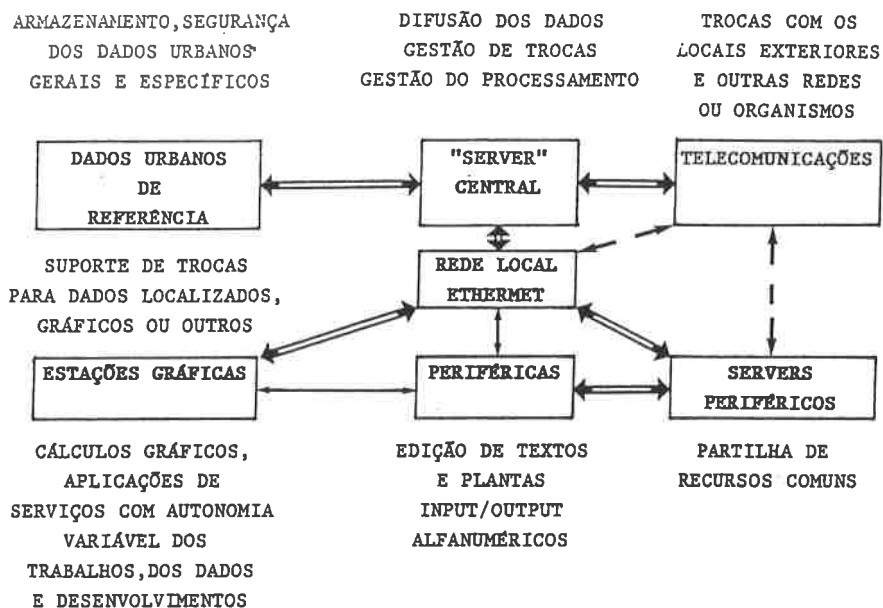 ARMAZENAMENTO,SEGURANÇA
DOS DADOS URBANOS
GERAIS E ESPECÍFICOS
DIFUSÃO DOS DADOS
GESTÃO DE TROCAS
GESTÃO DO PROCESSAMENTO
TROCAS COM OS
LOCAIS EXTERIORES
E OUTRAS REDES
OU ORGANISMOS
DADOS URBANOS
DE
REFERÊNCIA
"SERVER"
CENTRAL
TELECOMUNICAÇÕES
SUPORTE DE TROCAS
PARA DADOS LOCALIZADOS,
GRÁFICOS OU OUTROS
REDE LOCAL
ETHERMET
ESTAÇÕES GRÁFICAS
PERIFÉRICAS
SERVERS
PERIFÉRICOS
CÁLCULOS GRÁFICOS,
APLICAÇÕES DE
SERVIÇOS COM AUTONOMIA
VARIÁVEL DOS
TRABALHOS,DOS DADOS
E DESENVOLVIMENTOS
EDIÇÃO DE TEXTOS
E PLANTAS
INPUT/OUTPUT
ALFANUMÉRICOS
PARTILHA DE
RECURSOS COMUNS